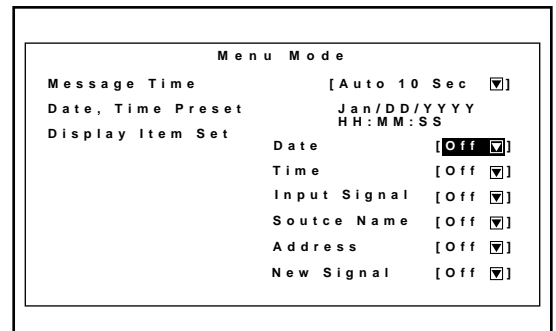 Menu Mode
Message Time [Auto 10 Sec ▼]
Date, Time Preset Jan/DD/YYYY
HH:MM:SS
Display Item Set
Date [Off ▼]
Time [Off ▼]
Input Signal [Off ▼]
Soutce Name [Off ▼]
Address [Off ▼]
New Signal [Off ▼]